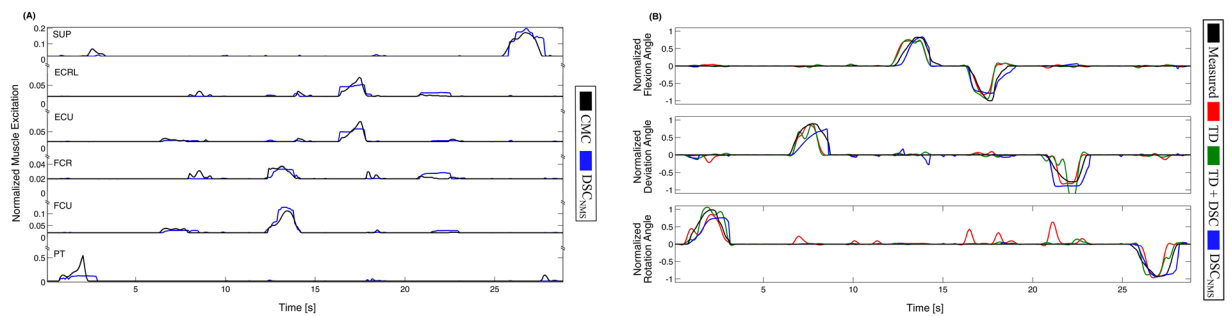 (A)
Normalized Muscle Excitation
SUP
0.2
0.1
0
ECRL
0.05
0
ECU
0.05
0
FCR
0.04
0.02
0
FCU
0.1
0.05
0
PT
0.5
0
0 5 10 15 20 25
Time [s]
CMC DSCNMS
(B)
Normalized
Flexion Angle
1
0.5
0
-0.5
-1
Normalized
Deviation Angle
1
0.5
0
-0.5
-1
Normalized
Rotation Angle
1
0.5
0
-0.5
-1
5 10 15 20 25
Time [s]
Measured TD TD + DSC DSCNMS